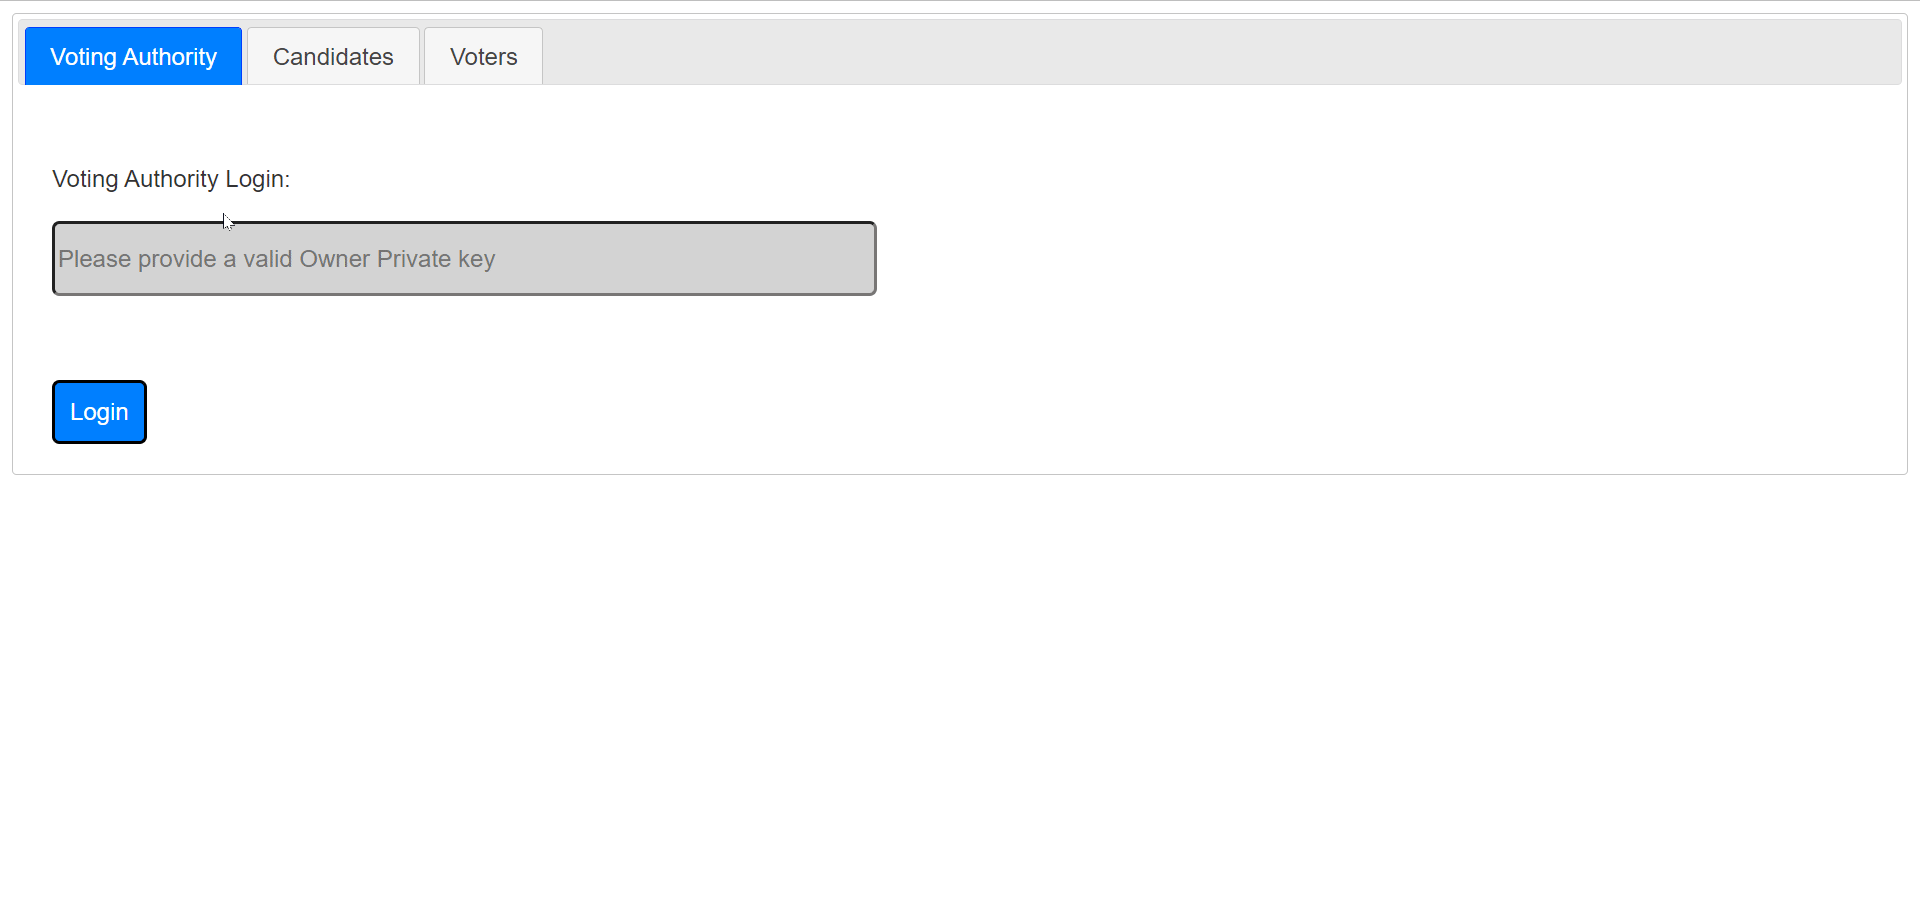 Voting Authority Candidates Voters
Voting Authority Login:
Please provide a valid Owner Private key
Login